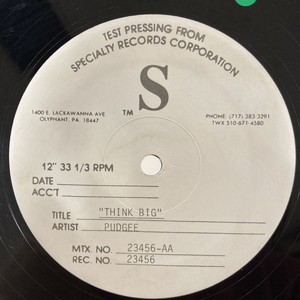 TEST PRESSING FROM
SPECIALTY RECORDS CORPORATION
S
TM
1400 E. LACKAWANNA AVE
OLYPHANT, PA. 18447
PHONE: (717) 383 3291
TWX 510-671-4580
12" 33 1/3 RPM
DATE
ACC'T
TITLE "THINK BIG"
ARTIST PUDGEE
MTX. NO. 23456-AA
REC. NO. 23456